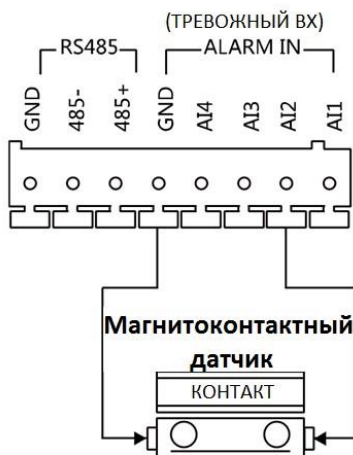 (ТРЕВОЖНЫЙ ВХ)
RS485 ALARM IN
GND 485- 485+ GND AI4 AI3 AI2 AI1
Магнитоконтактный
датчик
КОНТАКТ